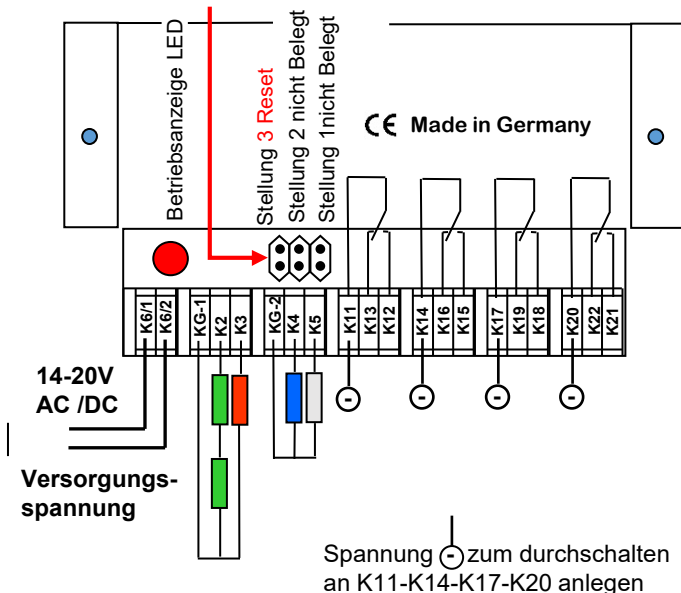 Betriebsanzeige LED
Stellung 3 Reset
Stellung 2 nicht Belegt
Stellung 1nicht Belegt
CE Made in Germany
K6/1 K6/2 KG-1 K2 K3 KG-2 K4 K5 K11 K13 K12 K14 K16 K15 K17 K19 K18 K20 K22 K21
14-20V
AC /DC
- - - -
Versorgungs-
spannung
Spannung - zum durchschalten
an K11-K14-K17-K20 anlegen